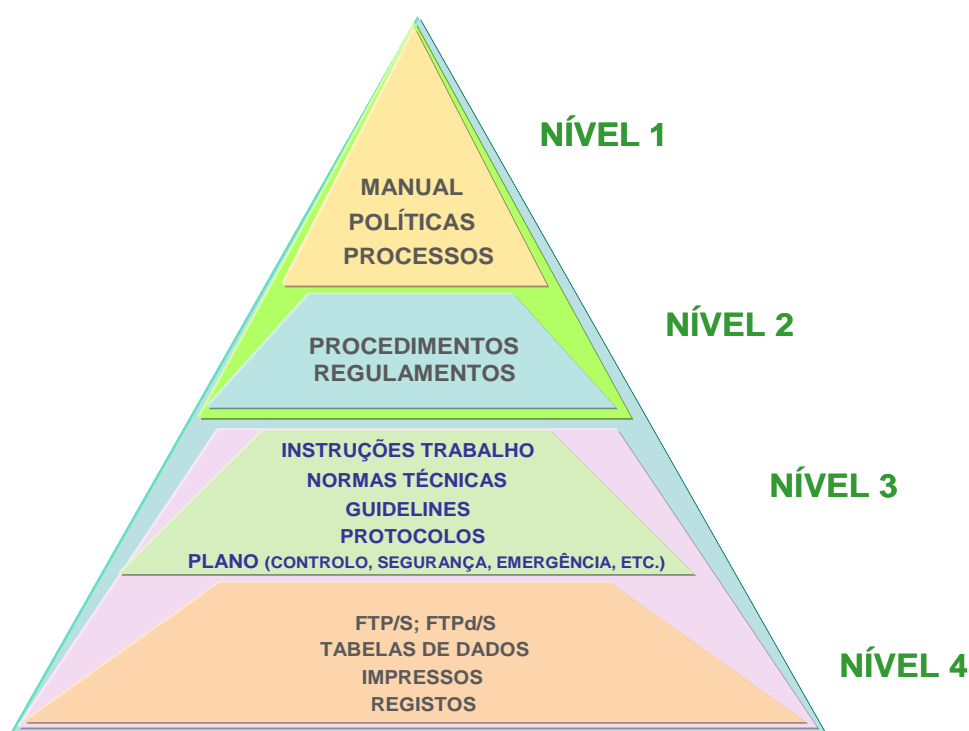 NÍVEL 1
MANUAL
POLÍTICAS
PROCESSOS
NÍVEL 2
PROCEDIMENTOS
REGULAMENTOS
INSTRUÇÕES TRABALHO
NORMAS TÉCNICAS
NÍVEL 3
GUIDELINES
PROTOCOLOS
PLANO (CONTROLO, SEGURANÇA, EMERGÊNCIA, ETC.)
FTP/S; FTPd/S
TABELAS DE DADOS
NÍVEL 4
IMPRESSOS
REGISTOS